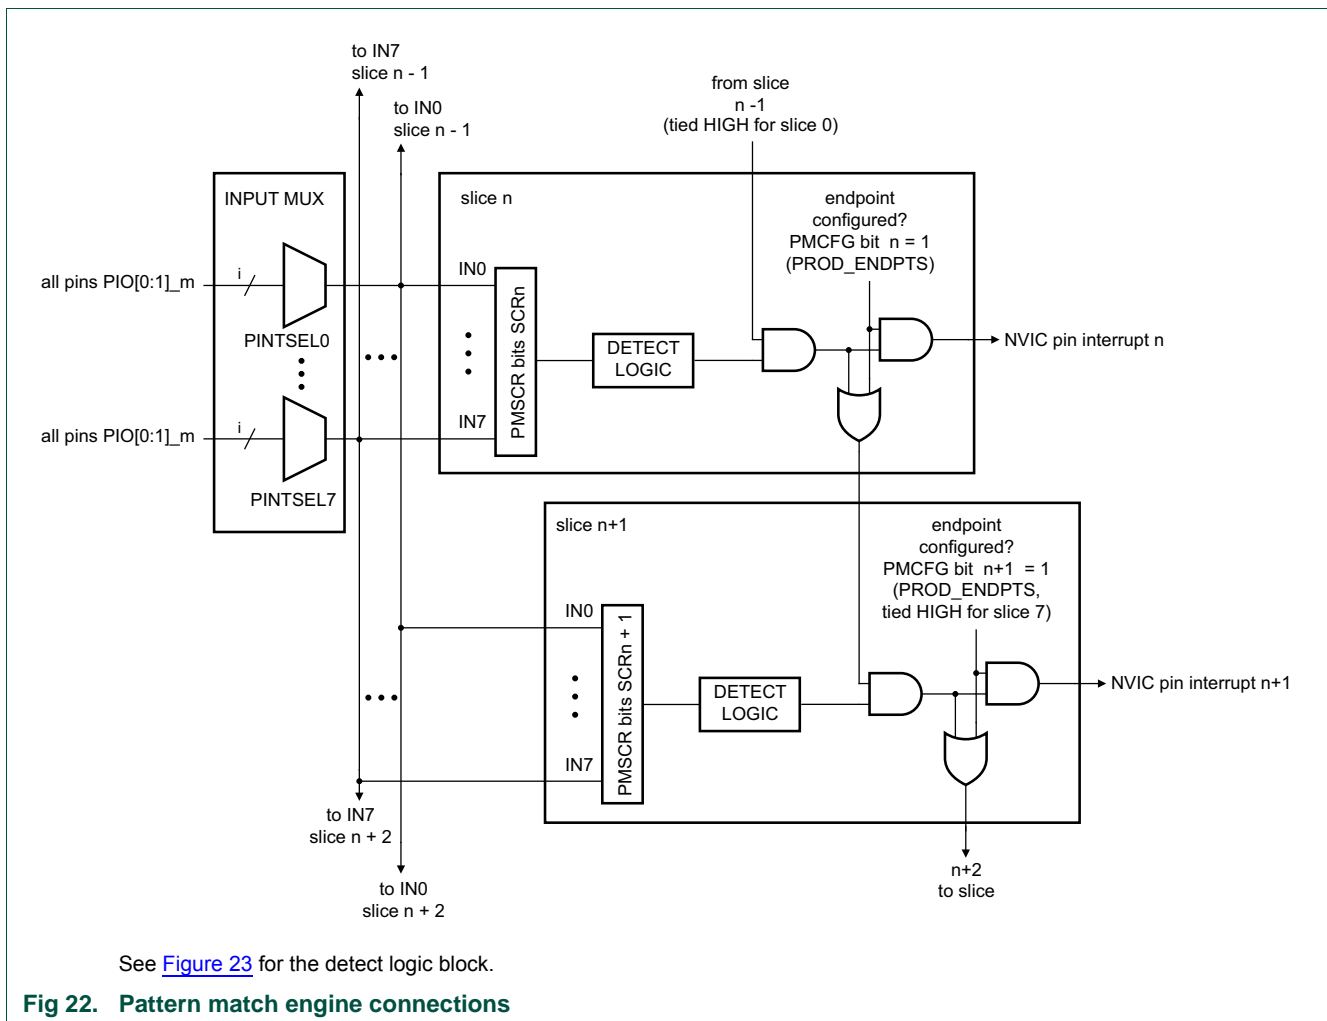 to IN7
slice n - 1
to IN0
slice n - 1
from slice
n -1
(tied HIGH for slice 0)
INPUT MUX
slice n
endpoint
configured?
PMCFG bit n = 1
(PROD_ENDPTS)
all pins PIO[0:1]_m
i
IN0
PINTSEL0
PMSCR bits SCRn
DETECT
LOGIC
NVIC pin interrupt n
all pins PIO[0:1]_m
i
IN7
PINTSEL7
slice n+1
endpoint
configured?
PMCFG bit n+1 = 1
(PROD_ENDPTS,
tied HIGH for slice 7)
IN0
PMSCR bits SCRn + 1
DETECT
LOGIC
NVIC pin interrupt n+1
IN7
to IN7
slice n + 2
to IN0
slice n + 2
n+2
to slice
See Figure 23 for the detect logic block.
Fig 22. Pattern match engine connections